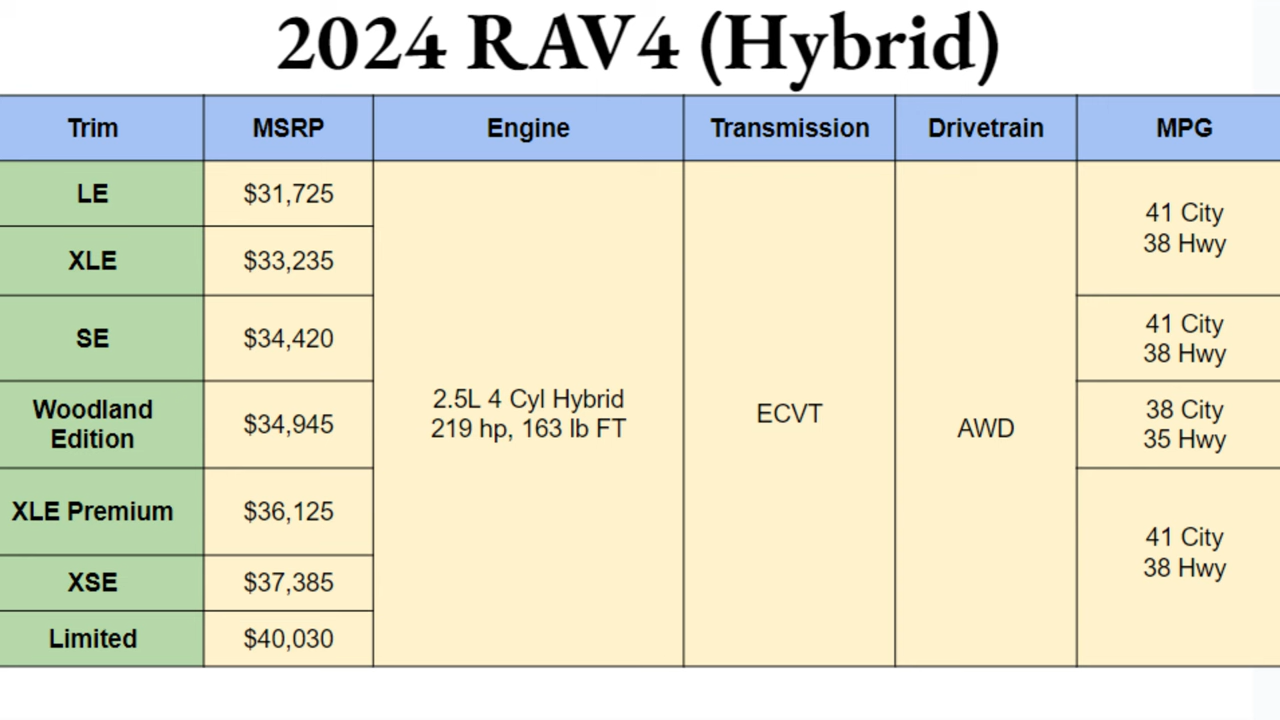 2024 RAV4 (Hybrid)
Trim MSRP Engine Transmission Drivetrain MPG
LE $31,725
41 City
38 Hwy
XLE $33,235
SE $34,420
41 City
38 Hwy
2.5L 4 Cyl Hybrid
219 hp, 163 lb FT
ECVT
AWD
Woodland
Edition
$34,945
38 City
35 Hwy
XLE Premium $36,125
41 City
38 Hwy
XSE $37,385
Limited $40,030